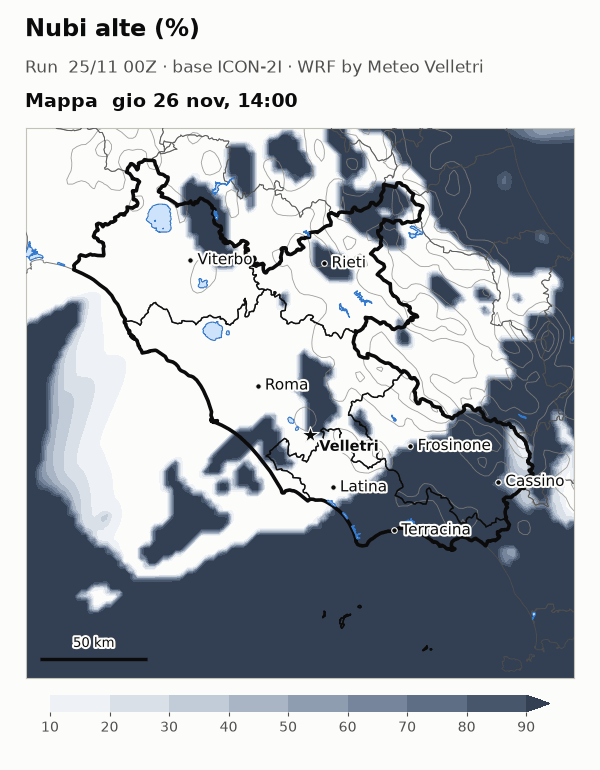 Nubi alte (%)
Run 25/11 00Z · base ICON-2I · WRF by Meteo Velletri
Mappa gio 26 nov, 14:00
Viterbo
Rieti
Roma
Velletri
Frosinone
Cassino
Latina
Terracina
50 km
10 20 30 40 50 60 70 80 90